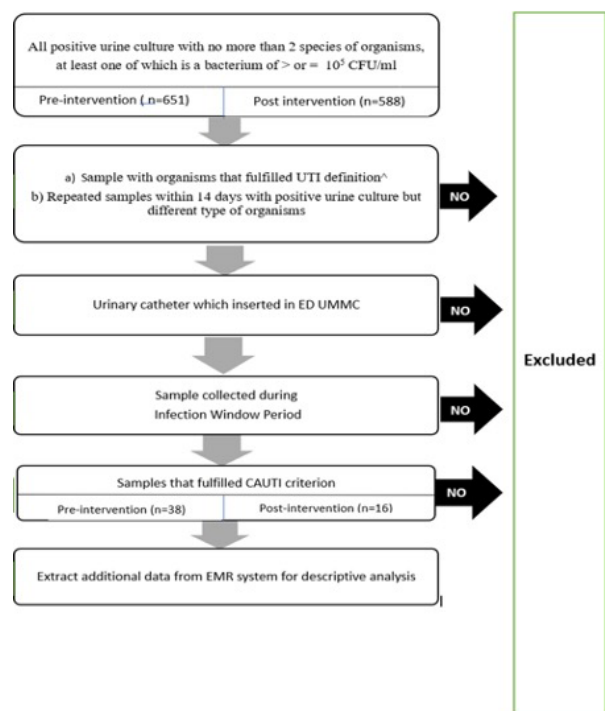 All positive urine culture with no more than 2 species of organisms,
at least one of which is a bacterium of > or = 10⁵ CFU/ml
Pre-intervention (.n=651) Post intervention (n=588)
a) Sample with organisms that fulfilled UTI definition^
b) Repeated samples within 14 days with positive urine culture but
different type of organisms
NO
Urinary catheter which inserted in ED UMMC
NO
Excluded
Sample collected during
Infection Window Period
NO
Samples that fulfilled CAUTI criterion
Pre-intervention (n=38) Post-intervention (n=16)
NO
Extract additional data from EMR system for descriptive analysis